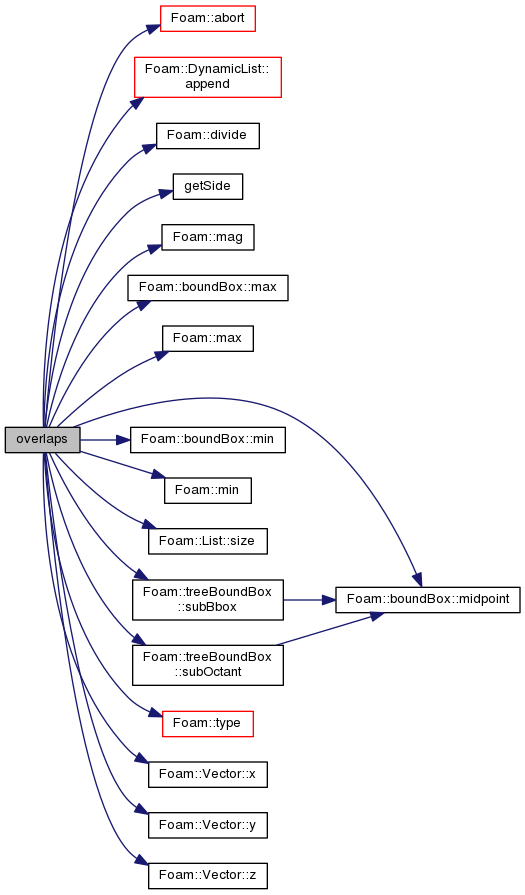 Foam::abort
Foam::DynamicList::
append
Foam::divide
getSide
Foam::mag
Foam::boundBox::max
Foam::max
overlaps
Foam::boundBox::min
Foam::min
Foam::List::size
Foam::treeBoundBox
::subBbox
Foam::boundBox::midpoint
Foam::treeBoundBox
::subOctant
Foam::type
Foam::Vector::x
Foam::Vector::y
Foam::Vector::z